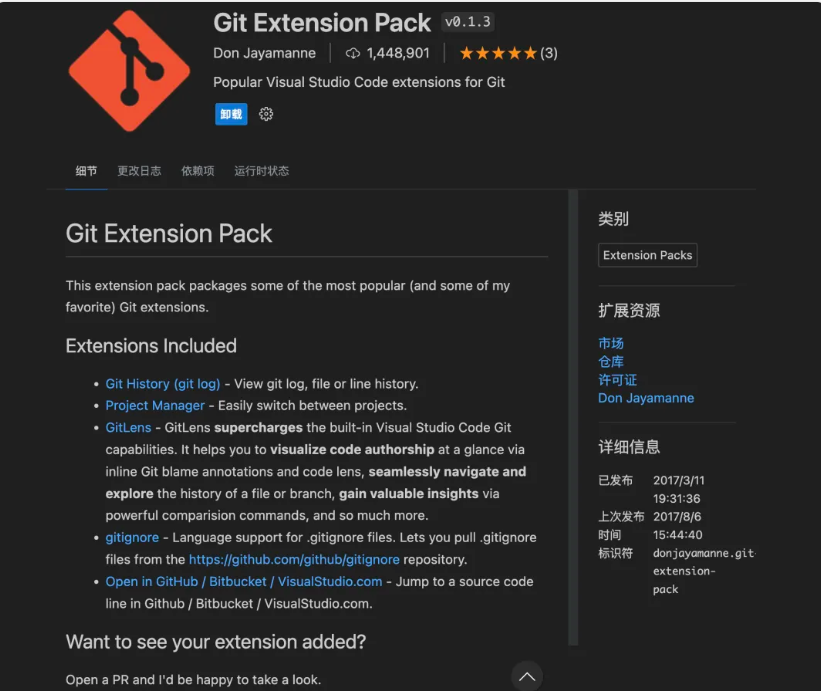 Git Extension Pack v0.1.3
Don Jayamanne 1,448,901 (3)
Popular Visual Studio Code extensions for Git
卸载
细节 更改日志 依赖项 运行时状态
Git Extension Pack
This extension pack packages some of the most popular (and some of my
favorite) Git extensions.
Extensions Included
• Git History (git log) - View git log, file or line history.
• Project Manager - Easily switch between projects.
• GitLens - GitLens supercharges the built-in Visual Studio Code Git
capabilities. It helps you to visualize code authorship at a glance via
inline Git blame annotations and code lens, seamlessly navigate and
explore the history of a file or branch, gain valuable insights via
powerful comparision commands, and so much more.
• gitignore - Language support for .gitignore files. Lets you pull .gitignore
files from the https://github.com/github/gitignore repository.
• Open in GitHub / Bitbucket / VisualStudio.com - Jump to a source code
line in Github / Bitbucket / VisualStudio.com.
Want to see your extension added?
Open a PR and I'd be happy to take a look.
类别
Extension Packs
扩展资源
市场
仓库
许可证
Don Jayamanne
详细信息
已发布 2017/3/11
19:31:36
上次发布 2017/8/6
时间 15:44:40
标识符 donjayamanne.git-
extension-
pack